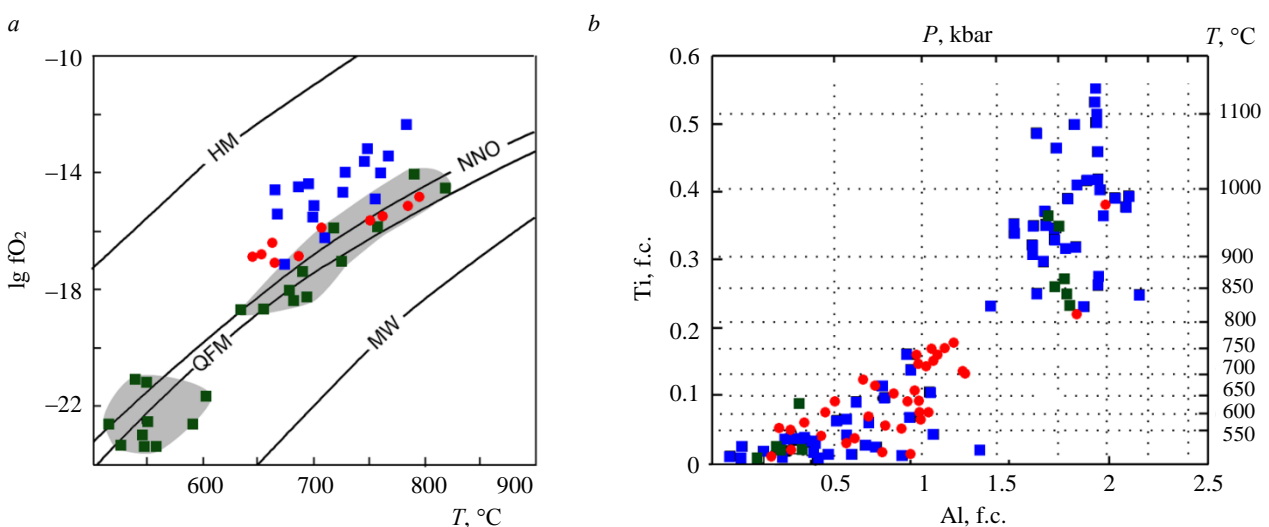 a
b
P, kbar
T, °C
–10
–14
–18
–22
lg fO2
HM
NNO
QFM
MW
600
700
800
900
T, °C
0.6
0.5
0.4
0.3
0.2
0.1
0
Ti, f.c.
1100
1000
900
850
800
750
700
650
600
550
0.5
1
1.5
2
2.5
Al, f.c.